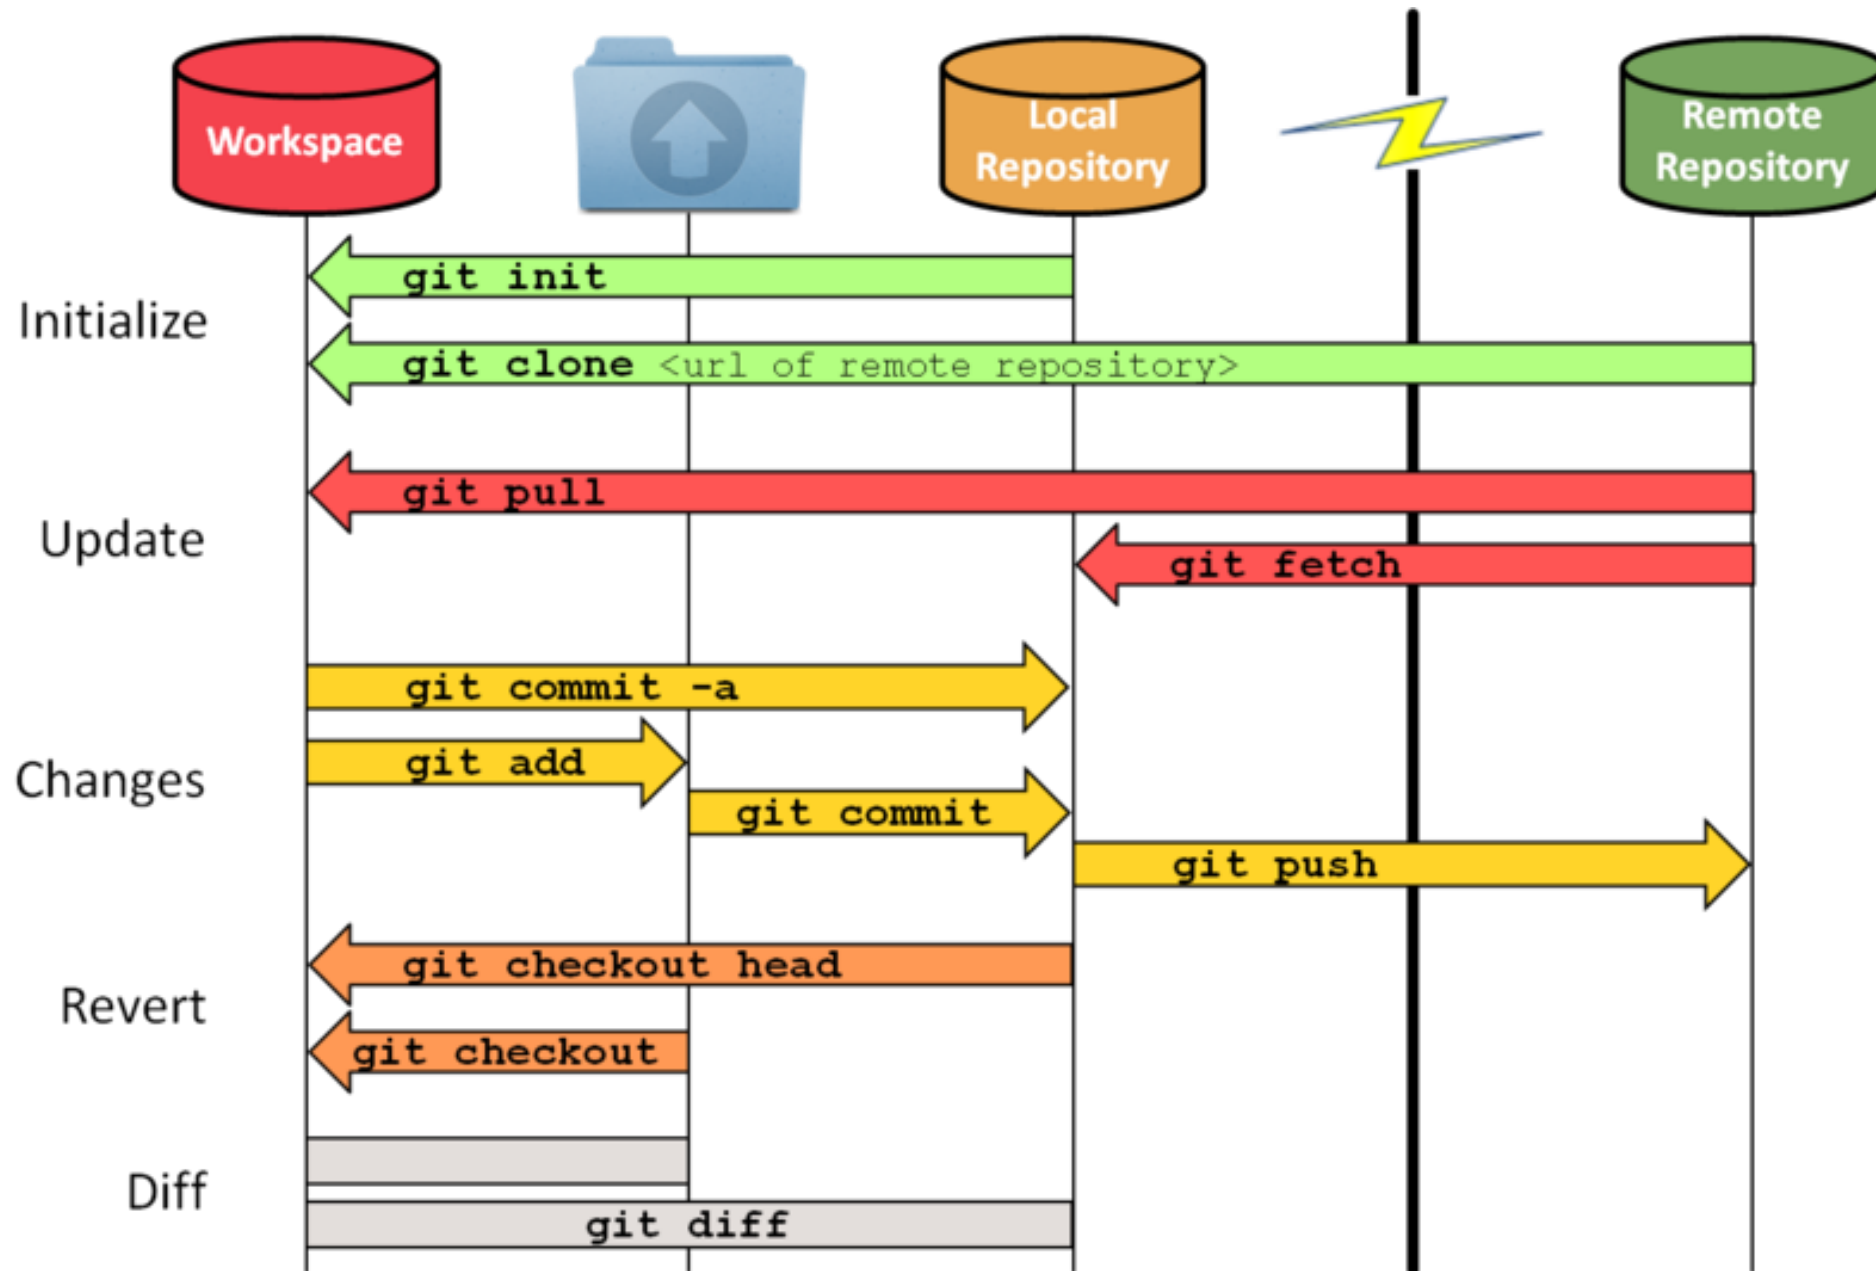 Workspace
Local
Repository
Remote
Repository
Initialize
git init
git clone <url of remote repository>
Update
git pull
git fetch
Changes
git commit -a
git add
git commit
git push
Revert
git checkout head
git checkout
Diff
git diff